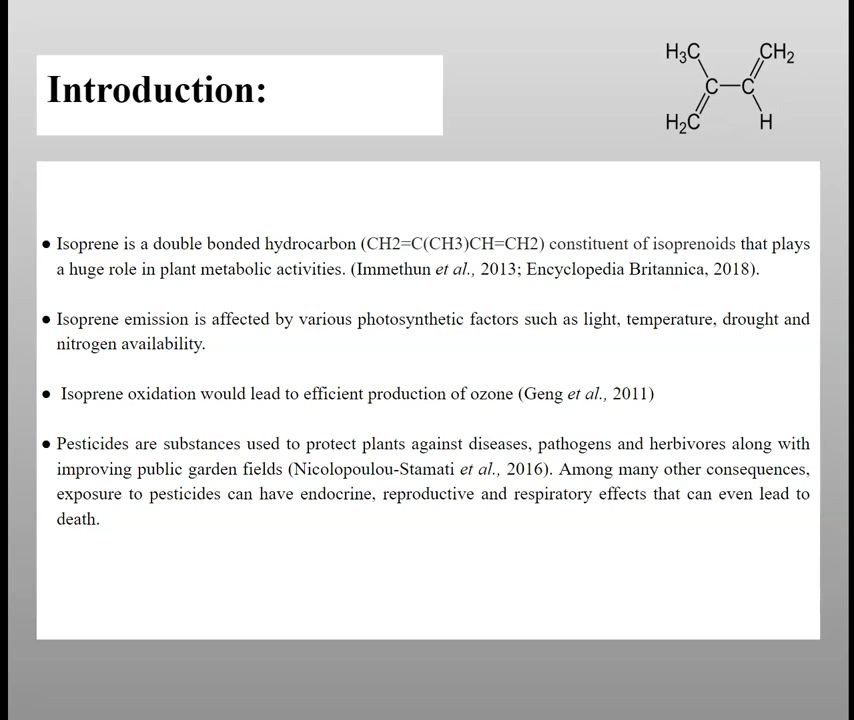 Introduction:
H3C CH2
C—C
H2C H
● Isoprene is a double bonded hydrocarbon (CH2=C(CH3)CH=CH2) constituent of isoprenoids that plays
a huge role in plant metabolic activities. (Immethun et al., 2013; Encyclopedia Britannica, 2018).
● Isoprene emission is affected by various photosynthetic factors such as light, temperature, drought and
nitrogen availability.
● Isoprene oxidation would lead to efficient production of ozone (Geng et al., 2011)
● Pesticides are substances used to protect plants against diseases, pathogens and herbivores along with
improving public garden fields (Nicolopoulou-Stamati et al., 2016). Among many other consequences,
exposure to pesticides can have endocrine, reproductive and respiratory effects that can even lead to
death.